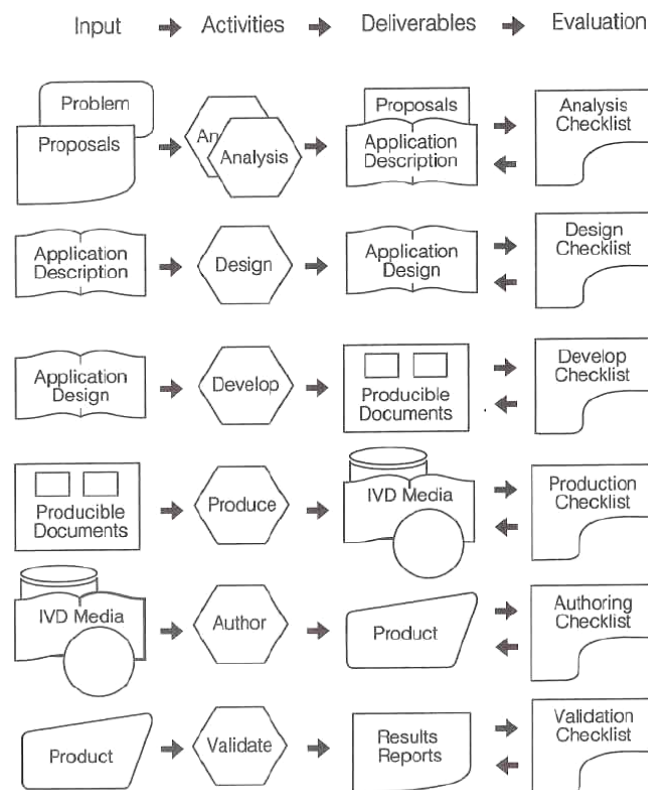 Input → Activities → Deliverables → Evaluation
Problem
Proposals
An
Analysis
Proposals
Application
Description
Analysis
Checklist
Application
Description
Design
Application
Design
Design
Checklist
Application
Design
Develop
Producible
Documents
Develop
Checklist
Producible
Documents
Produce
IVD Media
Production
Checklist
IVD Media
Author
Product
Authoring
Checklist
Product
Validate
Results
Reports
Validation
Checklist